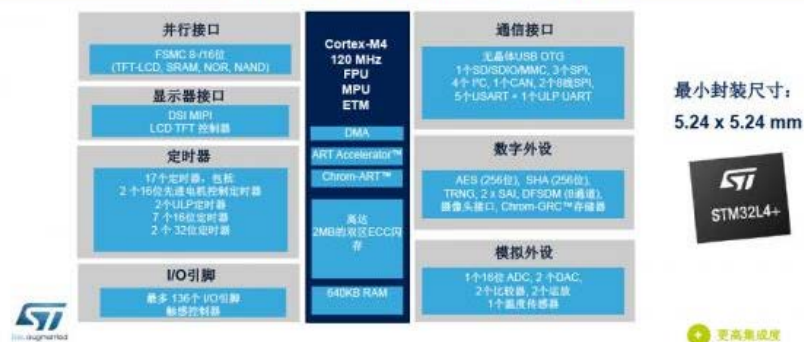 并行接口
FSMC 8-/16位
(TFT-LCD, SRAM, NOR, NAND)
显示器接口
DSI MIPI
LCD TFT 控制器
定时器
17个定时器，包括:
2 个16位先进电机控制定时器
2个ULP定时器
7 个16位定时器
2 个 32位定时器
I/O引脚
最多 136个 I/O引脚
触感控制器
Cortex-M4
120 MHz
FPU
MPU
ETM
DMA
ART Accelerator™
Chrom-ART™
高达
2MB的双区ECC闪
存
640KB RAM
通信接口
无晶体USB OTG
1个SD/SDIO/MMC, 3个SPI,
4个 I²C, 1个CAN, 2个8线SPI,
5个USART + 1个ULP UART
数字外设
AES (256位), SHA (256位),
TRNG, 2 x SAI, DFSDM (8通道),
摄像头接口, Chrom-GRC™存储器
模拟外设
1个16位 ADC, 2 个DAC,
2个比较器, 2个运放
1个温度传感器
最小封装尺寸:
5.24 x 5.24 mm
ST
STM32L4+
ST
life.augmented
更高集成度